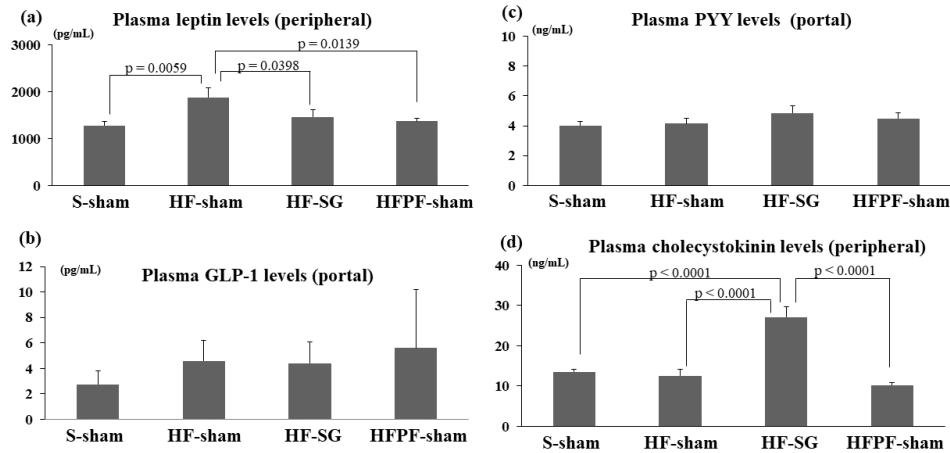 (a)
Plasma leptin levels (peripheral)
(pg/mL)
3000
2000
1000
0
p = 0.0139
p = 0.0059
p = 0.0398
S-sham HF-sham HF-SG HFPF-sham
(b)
Plasma GLP-1 levels (portal)
(pg/mL)
12
10
8
6
4
2
0
S-sham HF-sham HF-SG HFPF-sham
(c)
Plasma PYY levels (portal)
(ng/mL)
10
8
6
4
2
0
S-sham HF-sham HF-SG HFPF-sham
(d)
Plasma cholecystokinin levels (peripheral)
(ng/mL)
40
30
20
10
0
p < 0.0001
p < 0.0001
p < 0.0001
S-sham HF-sham HF-SG HFPF-sham